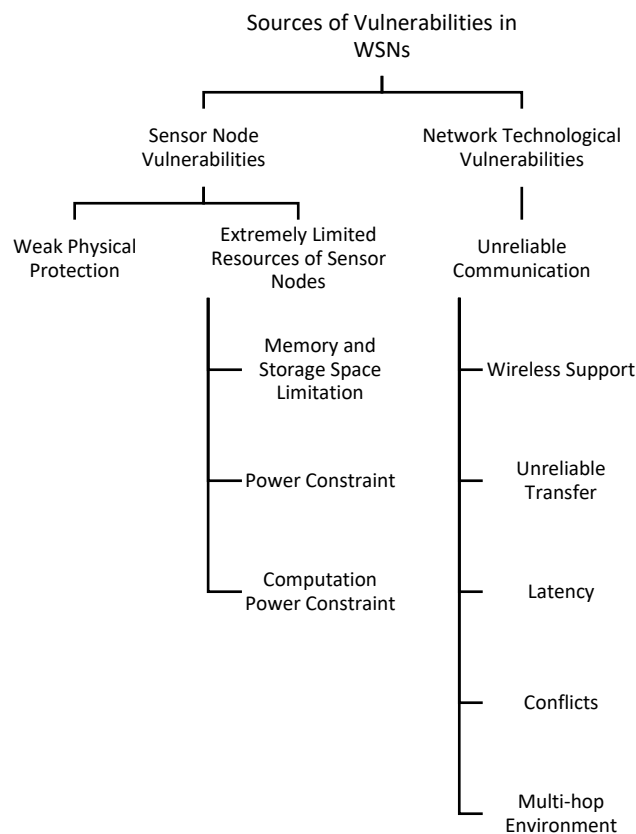 Sources of Vulnerabilities in
WSNs
Sensor Node
Vulnerabilities
Network Technological
Vulnerabilities
Weak Physical
Protection
Extremely Limited
Resources of Sensor
Nodes
Unreliable
Communication
Memory and
Storage Space
Limitation
Wireless Support
Power Constraint
Unreliable
Transfer
Computation
Power Constraint
Latency
Conflicts
Multi-hop
Environment